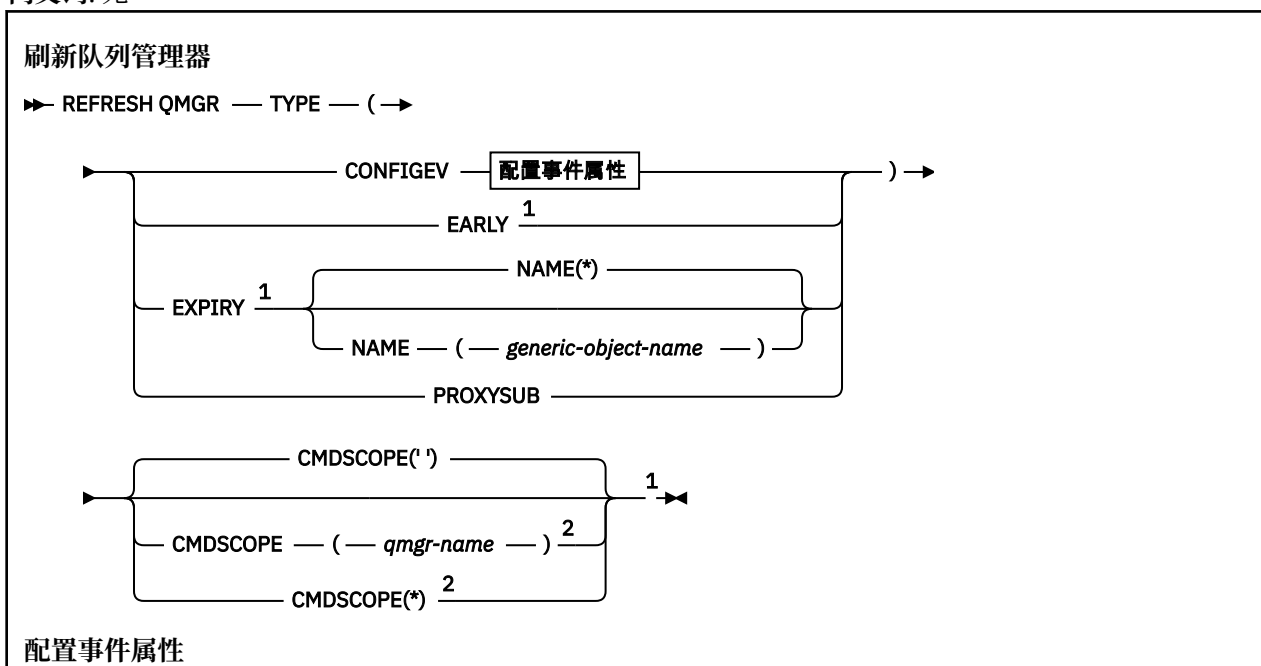 刷新队列管理器
REFRESH QMGR TYPE (
CONFIGEV 配置事件属性 )
EARLY 1
NAME(*)
EXPIRY 1
NAME ( generic-object-name )
PROXYSUB
CMDSCOPE(' ')
1
CMDSCOPE ( qmgr-name ) 2
CMDSCOPE(*) 2
配置事件属性